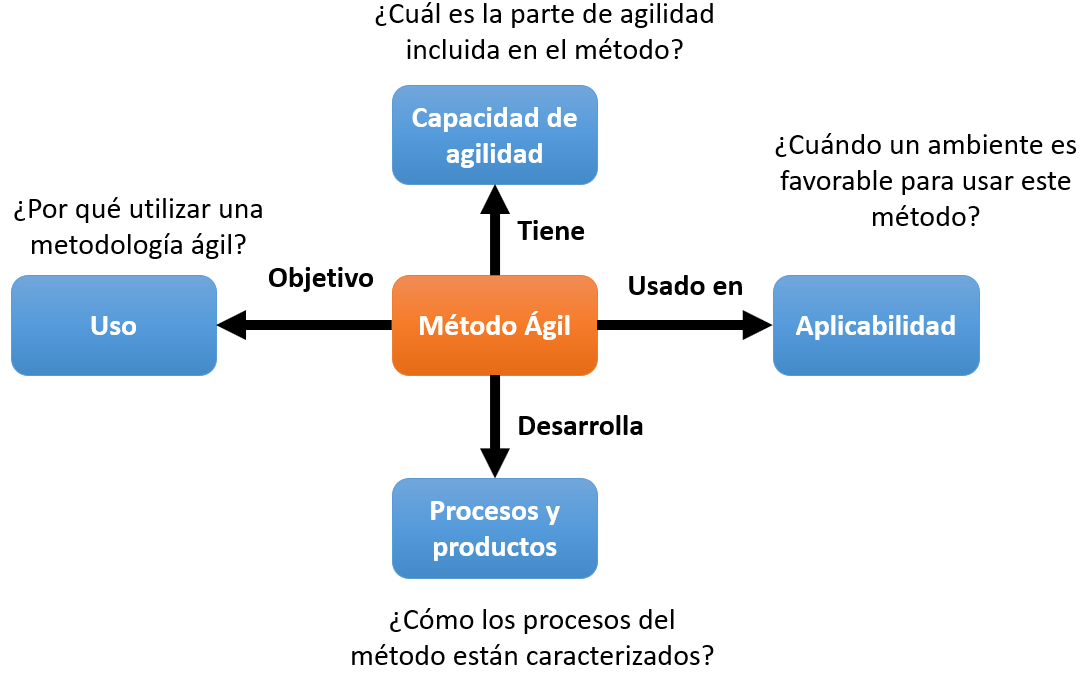 ¿Cuál es la parte de agilidad
incluida en el método?
Capacidad de
agilidad
¿Cuándo un ambiente es
favorable para usar este
método?
¿Por qué utilizar una
metodología ágil?
Tiene
Objetivo
Usado en
Uso
Método Ágil
Aplicabilidad
Desarrolla
Procesos y
productos
¿Cómo los procesos del
método están caracterizados?